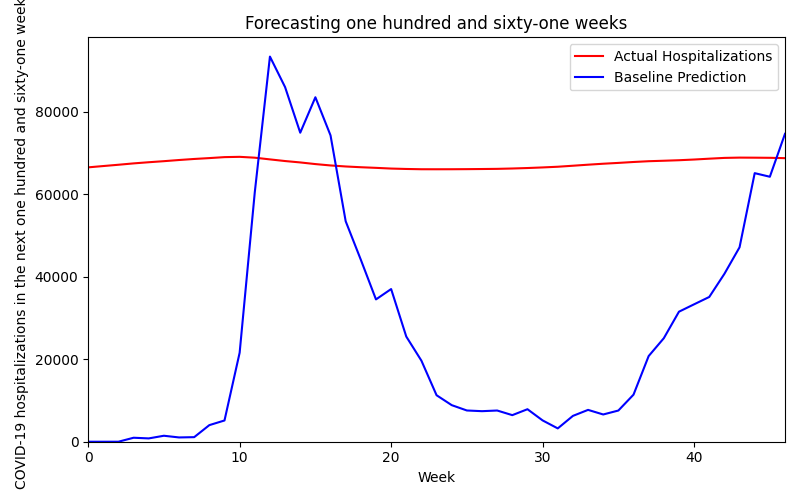 Forecasting one hundred and sixty-one weeks
COVID-19 hospitalizations in the next one hundred and sixty-one week
Actual Hospitalizations
Baseline Prediction
80000
60000
40000
20000
0
0 10 20 30 40
Week